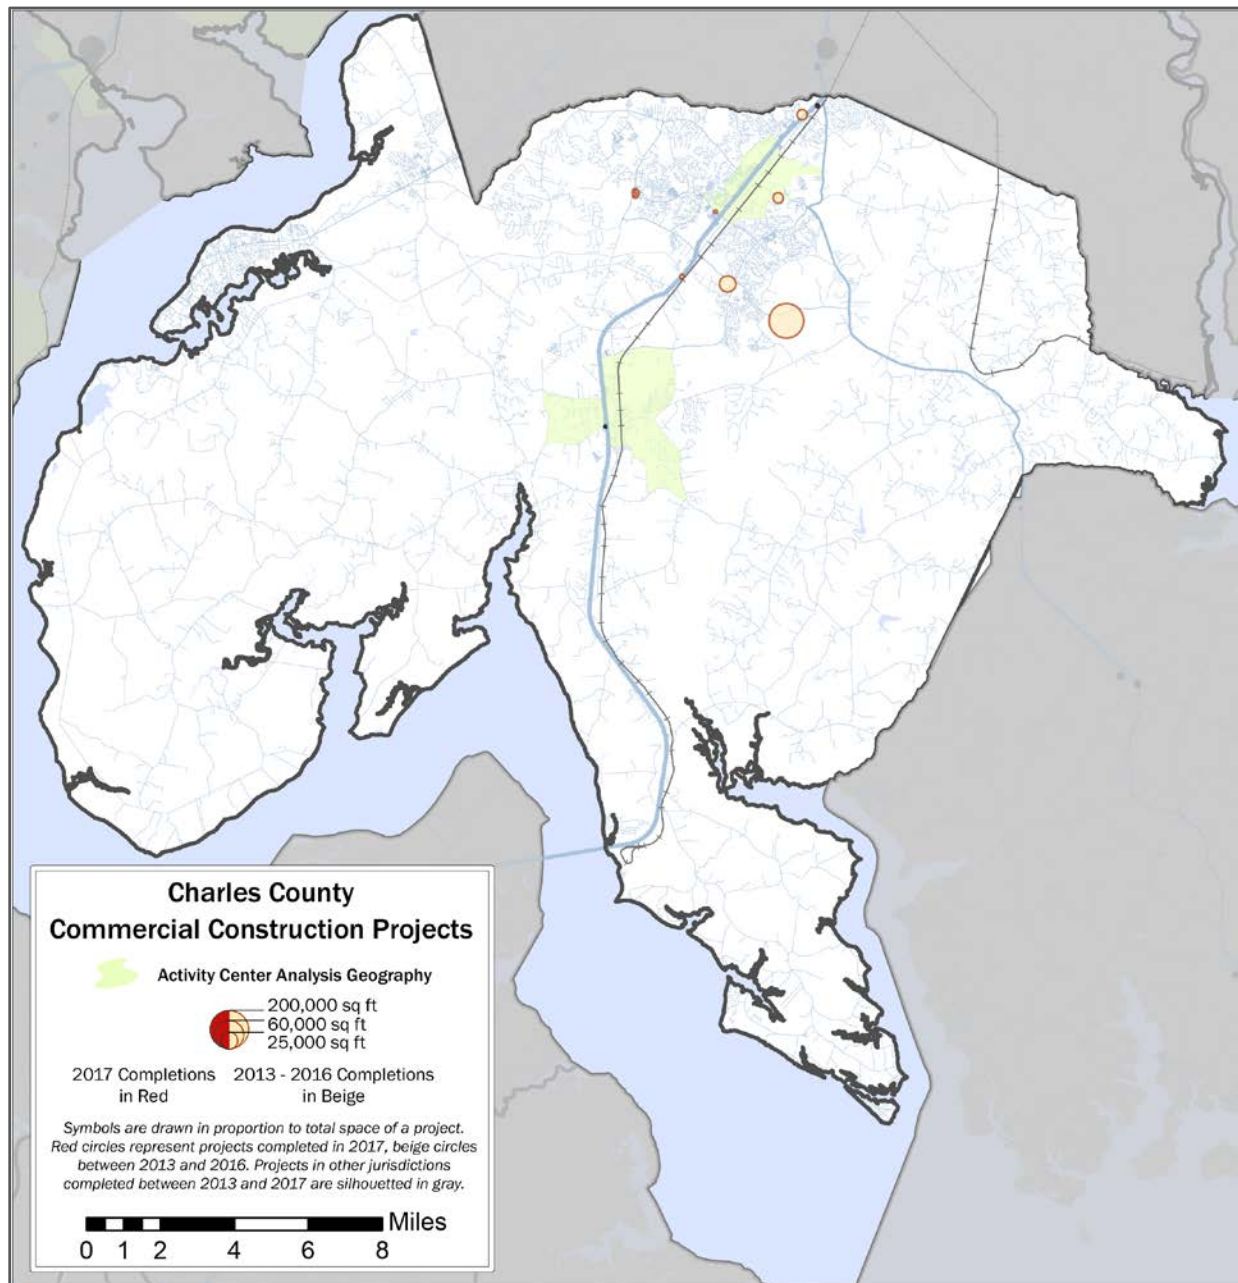 Charles County
Commercial Construction Projects
Activity Center Analysis Geography
200,000 sq ft
60,000 sq ft
25,000 sq ft
2017 Completions
in Red
2013 - 2016 Completions
in Beige
Symbols are drawn in proportion to total space of a project.
Red circles represent projects completed in 2017, beige circles
between 2013 and 2016. Projects in other jurisdictions
completed between 2013 and 2017 are silhouetted in gray.
Miles
0 1 2 4 6 8